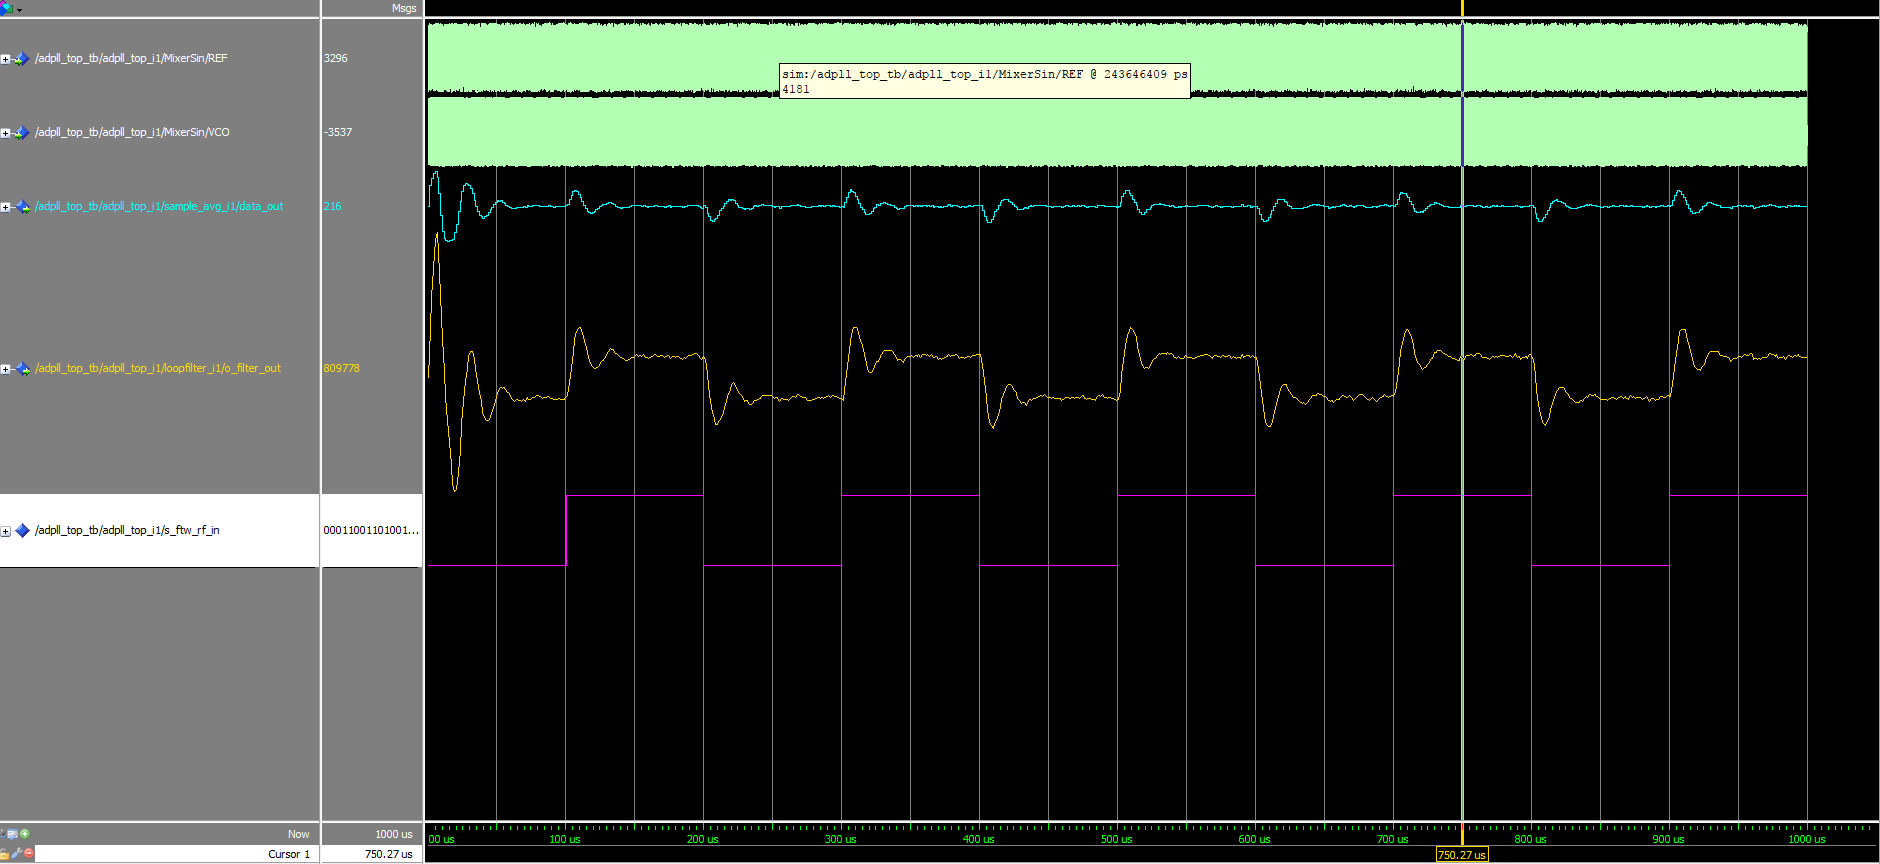 Msgs
/adpll_top_tb/adpll_top_i1/MixerSin/REF 3296
sim:/adpll_top_tb/adpll_top_i1/MixerSin/REF @ 243646409 ps
4181
/adpll_top_tb/adpll_top_i1/MixerSin/VCO -3537
/adpll_top_tb/adpll_top_i1/sample_avg_i1/data_out 216
/adpll_top_tb/adpll_top_i1/loopfilter_i1/o_filter_out 809778
/adpll_top_tb/adpll_top_i1/s_ftw_rf_in 00011001101001...
Now 1000 us
00 us 100 us 200 us 300 us 400 us 500 us 600 us 700 us 800 us 900 us 1000 us
Cursor 1 750.27 us
750.27 us